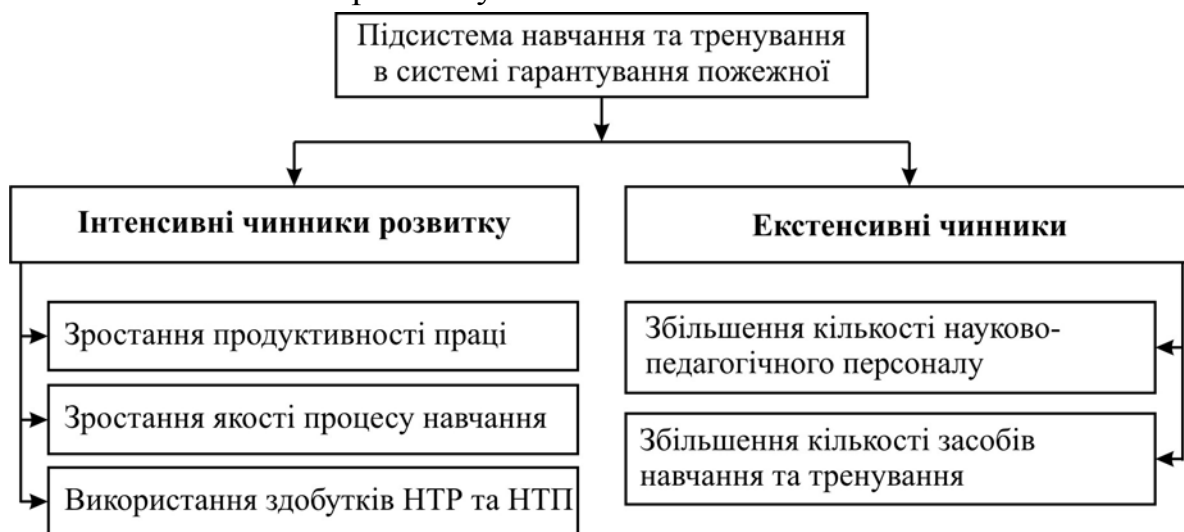 Підсистема навчання та тренування
в системі гарантування пожежної
Інтенсивні чинники розвитку
Зростання продуктивності праці
Зростання якості процесу навчання
Використання здобутків НТР та НТП
Екстенсивні чинники
Збільшення кількості науково-
педагогічного персоналу
Збільшення кількості засобів
навчання та тренування